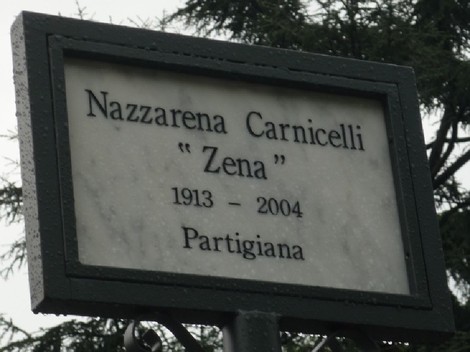 Nazzarena Carnicelli
“Zena”
1913 – 2004
Partigiana